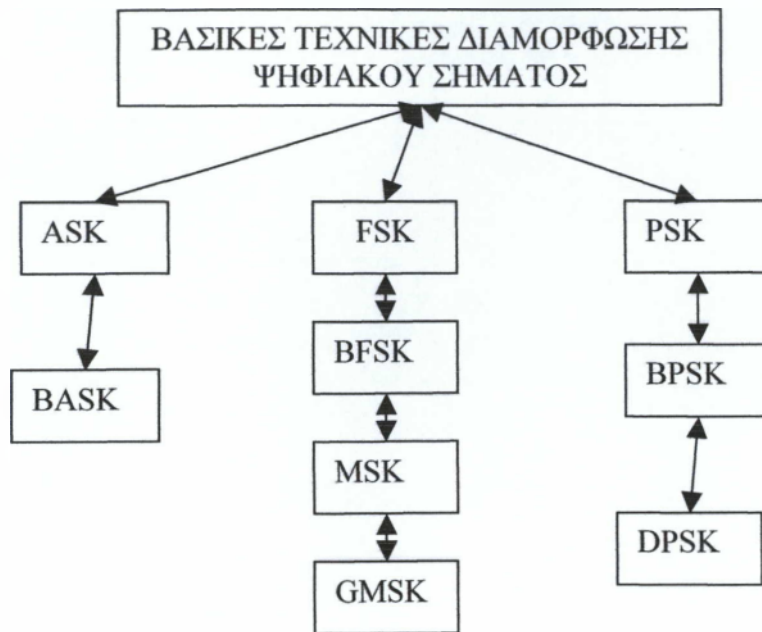 ΒΑΣΙΚΕΣ ΤΕΧΝΙΚΕΣ ΔΙΑΜΟΡΦΩΣΗΣ
ΨΗΦΙΑΚΟΥ ΣΗΜΑΤΟΣ
ASK
FSK
PSK
BASK
BFSK
BPSK
MSK
DPSK
GMSK